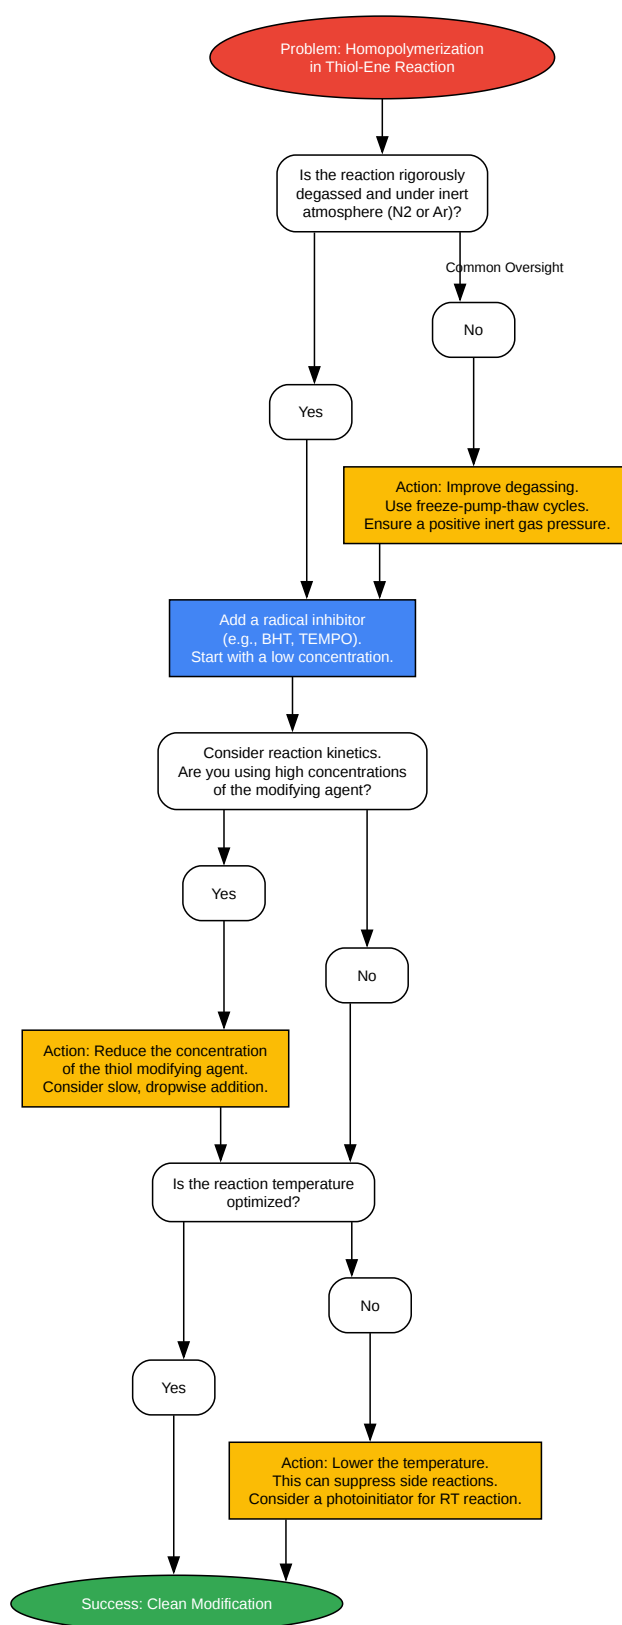 Problem: Homopolymerization
in Thiol-Ene Reaction
Is the reaction rigorously
degassed and under inert
atmosphere (N2 or Ar)?
Common Oversight
No
Yes
Action: Improve degassing.
Use freeze-pump-thaw cycles.
Ensure a positive inert gas pressure.
Add a radical inhibitor
(e.g., BHT, TEMPO).
Start with a low concentration.
Consider reaction kinetics.
Are you using high concentrations
of the modifying agent?
Yes
No
Action: Reduce the concentration
of the thiol modifying agent.
Consider slow, dropwise addition.
Is the reaction temperature
optimized?
No
Yes
Action: Lower the temperature.
This can suppress side reactions.
Consider a photoinitiator for RT reaction.
Success: Clean Modification